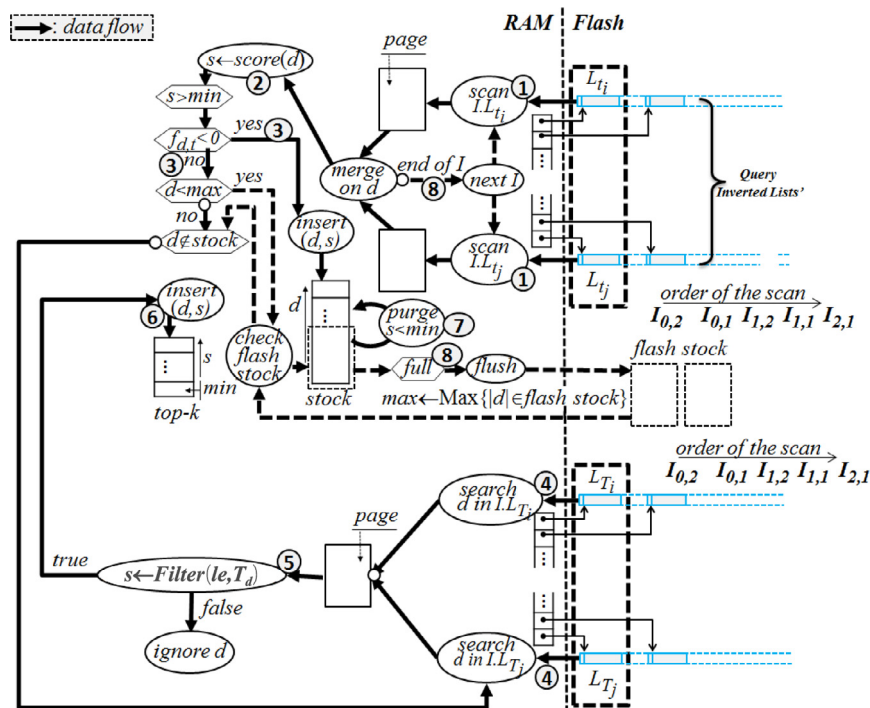 : data flow
RAM
Flash
page
s←score(d)
2
s>min
scan
I.L_{t_i}
1
L_{t_i}
f_{d,t}<0
yes
3
3
no
merge
on d
end of I
8
next I
Query
Inverted Lists'
d<max
yes
no
d∉stock
insert
(d,s)
scan
I.L_{t_j}
1
L_{t_j}
insert
(d,s)
6
d
purge
s<min
7
order of the scan
I_{0,2} I_{0,1} I_{1,2} I_{1,1} I_{2,1}
check
flash
stock
s
min
top-k
full
8
flush
flash stock
stock
max←Max{|d|∈flash stock}
order of the scan
I_{0,2} I_{0,1} I_{1,2} I_{1,1} I_{2,1}
search
d in I.L_{T_i}
4
L_{T_i}
page
true
s←Filter(le,T_d)
5
false
ignore d
search
d in I.L_{T_j}
4
L_{T_j}